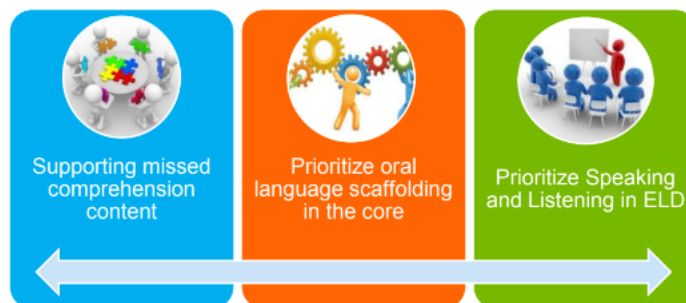 Supporting missed
comprehension
content
Prioritize oral
language scaffolding
in the core
Prioritize Speaking
and Listening in ELD